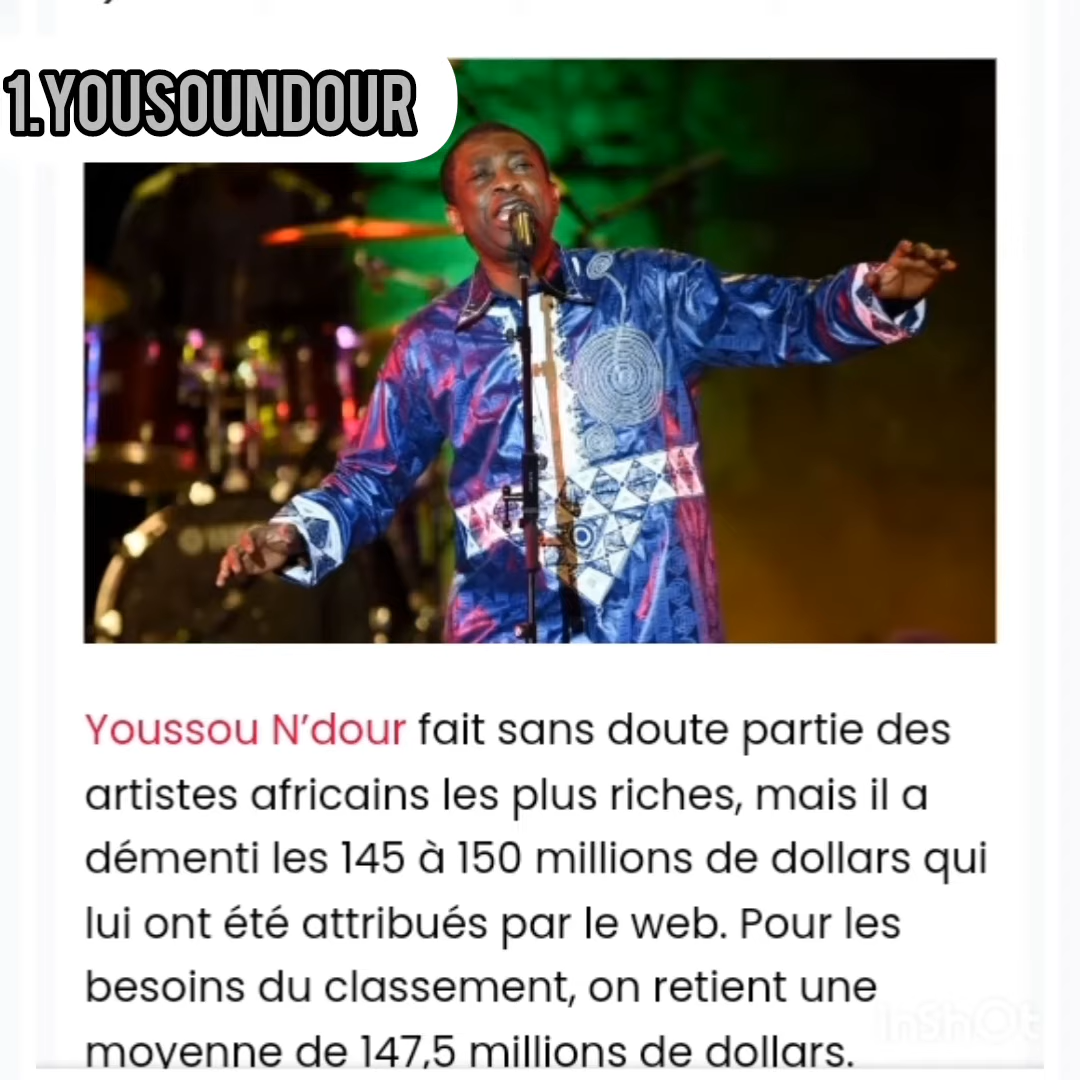 1.YOUSOUNDOUR
Youssou N’dour fait sans doute partie des
artistes africains les plus riches, mais il a
démenti les 145 à 150 millions de dollars qui
lui ont été attribués par le web. Pour les
besoins du classement, on retient une
moyenne de 147,5 millions de dollars.
InShOt